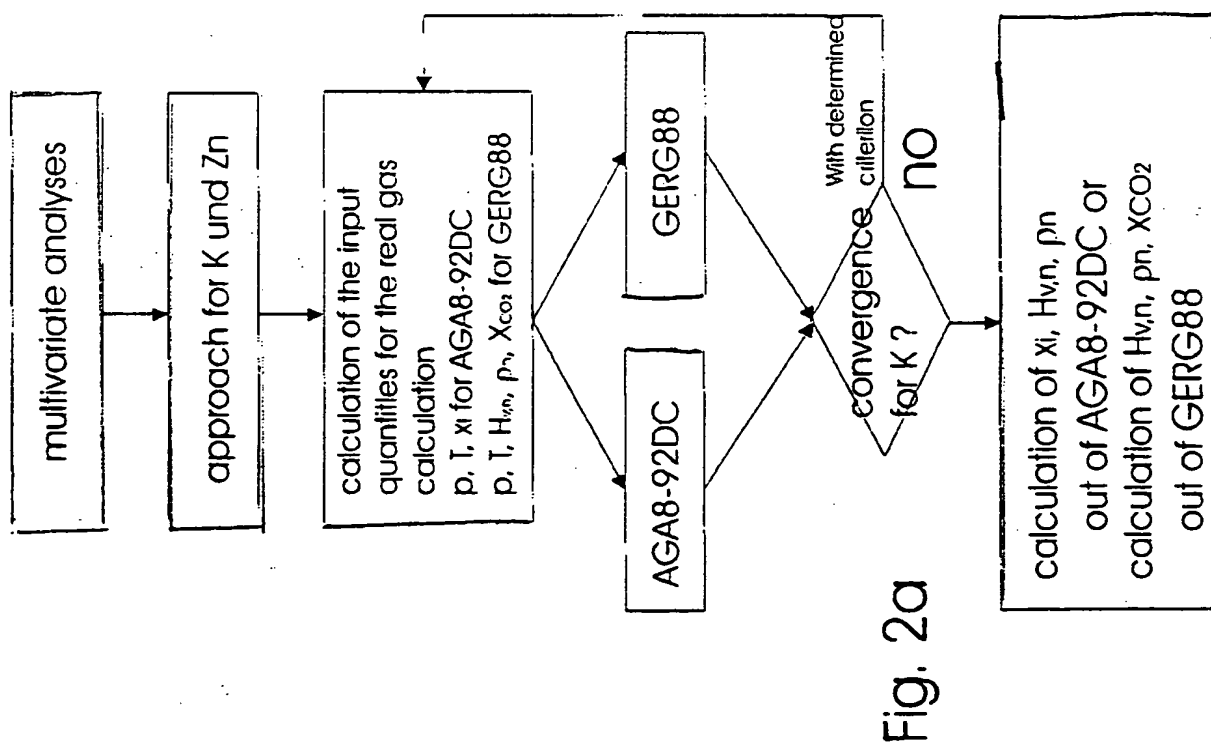 multivariate analyses
approach for K und Zn
calculation of the input
quantities for the real gas
calculation
p, T, xi for AGA8-92DC
p, T, Hv,n, ρn, XCO2 for GERG88
AGA8-92DC
GERG88
convergence
for K ?
With determined
criterion
no
calculation of xi, Hv,n, ρn
out of AGA8-92DC or
calculation of Hv,n, ρn, XCO2
out of GERG88
Fig. 2a